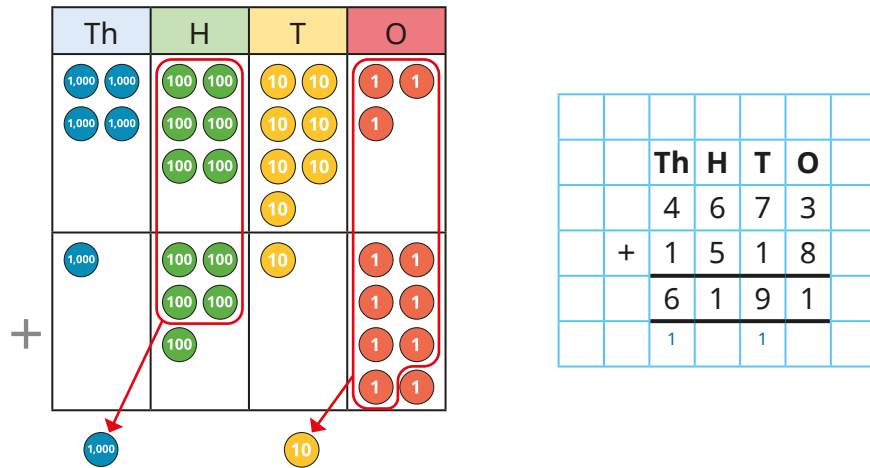 Th H T O
1,000 1,000 100 100 10 10 1 1
1,000 1,000 100 100 10 10 1
100 100 10 10
10
1,000 100 100 10 1 1
100 100 1 1
+ 100 1 1
1 1
1,000 10
Th H T O
4 6 7 3
+ 1 5 1 8
6 1 9 1
1 1